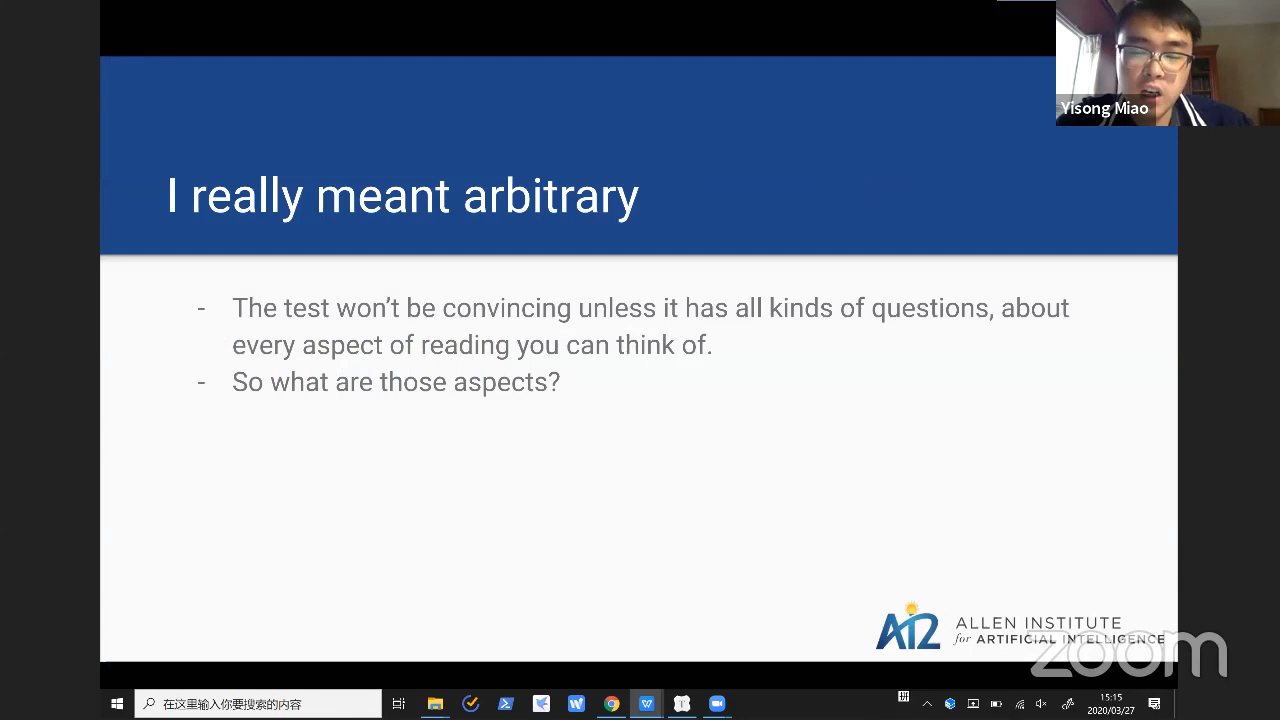 Yisong Miao
I really meant arbitrary
- The test won’t be convincing unless it has all kinds of questions, about
every aspect of reading you can think of.
- So what are those aspects?
AI2
ALLEN INSTITUTE
for ARTIFICIAL INTELLIGENCE
zoom
在这里输入你要搜索的内容
拼
15:15
2020/03/27